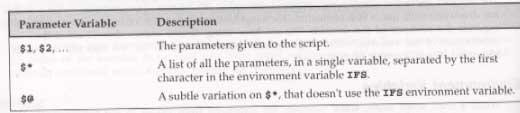 Parameter Variable Description
$1, $2, ... The parameters given to the script.
$* A list of all the parameters, in a single variable, separated by the first
character in the environment variable IFS.
$@ A subtle variation on $*, that doesn't use the IFS environment variable.